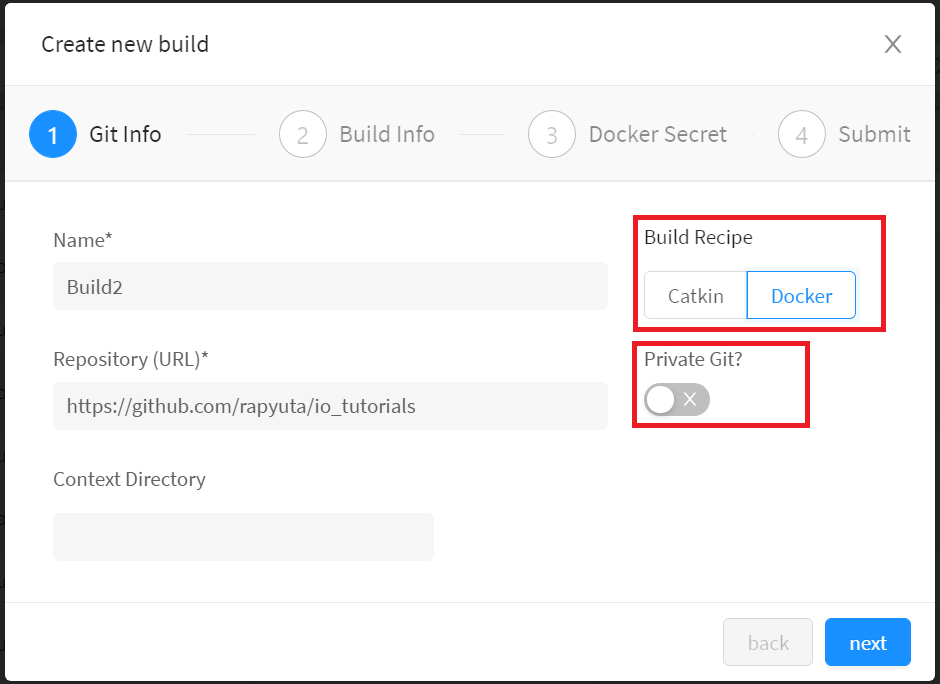 Create new build
1 Git Info 2 Build Info 3 Docker Secret 4 Submit
Name*
Build2
Build Recipe
Catkin Docker
Repository (URL)*
https://github.com/rapyuta/io_tutorials
Private Git?
Context Directory
back next